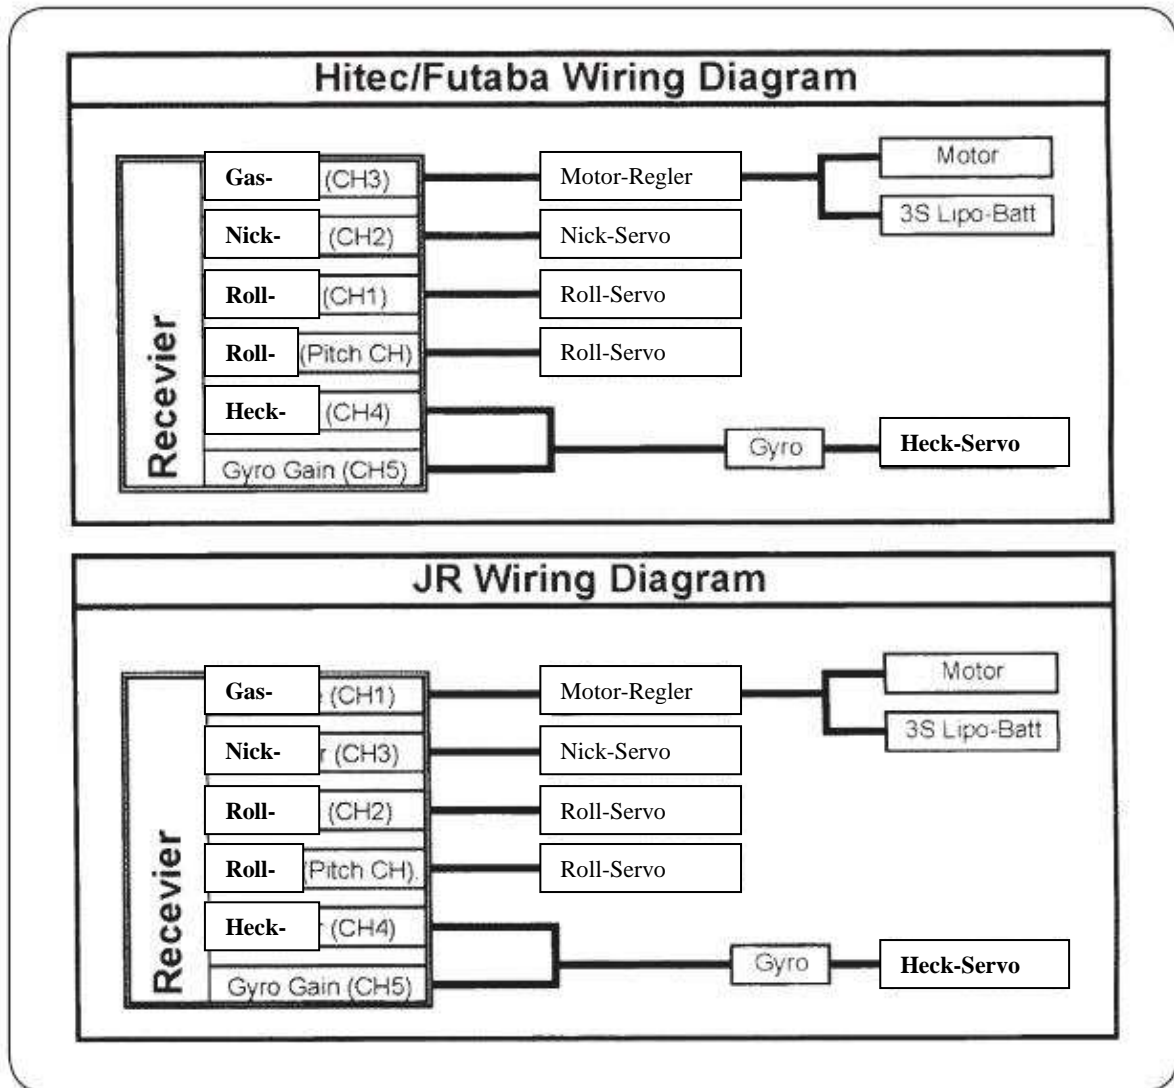 Hitec/Futaba Wiring Diagram
Recevier
Gas- (CH3)
Motor-Regler
Motor
3S Lipo-Batt
Nick- (CH2)
Nick-Servo
Roll- (CH1)
Roll-Servo
Roll- (Pitch CH)
Roll-Servo
Heck- (CH4)
Gyro Gain (CH5)
Gyro
Heck-Servo
JR Wiring Diagram
Recevier
Gas- (CH1)
Motor-Regler
Motor
3S Lipo-Batt
Nick- (CH3)
Nick-Servo
Roll- (CH2)
Roll-Servo
Roll- (Pitch CH).
Roll-Servo
Heck- (CH4)
Gyro Gain (CH5)
Gyro
Heck-Servo